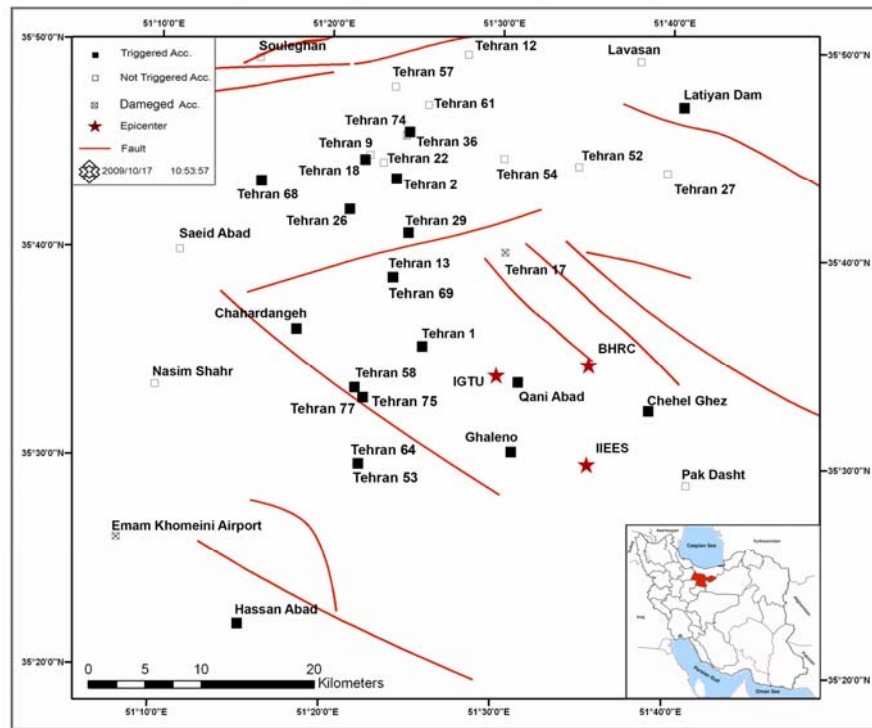 51°10'0"E 51°20'0"E 51°30'0"E 51°40'0"E
35°50'0"N
35°50'0"N
Triggered Acc.
Not Triggered Acc.
Dameged Acc.
Epicenter
Fault
2009/10/17 10:53:57
Souleghan
Tehran 12
Lavasan
Tehran 57
Latiyan Dam
Tehran 61
Tehran 74
Tehran 36
Tehran 9
Tehran 22
Tehran 18
Tehran 52
Tehran 54
Tehran 2
Tehran 27
Tehran 68
Tehran 26
Tehran 29
Saeid Abad
35°40'0"N
35°40'0"N
Tehran 13
Tehran 17
Tehran 69
Chahardangeh
Tehran 1
BHRC
Nasim Shahr
Tehran 58
IGTU
Qani Abad
Chehel Ghez
Tehran 75
Tehran 77
Ghaleno
IIEES
Tehran 64
35°30'0"N
35°30'0"N
Tehran 53
Pak Dasht
Emam Khomeini Airport
Hassan Abad
35°20'0"N
35°20'0"N
0 5 10 20
Kilometers
51°10'0"E 51°20'0"E 51°30'0"E 51°40'0"E
Caspian Sea
Persian Gulf
Oman Sea